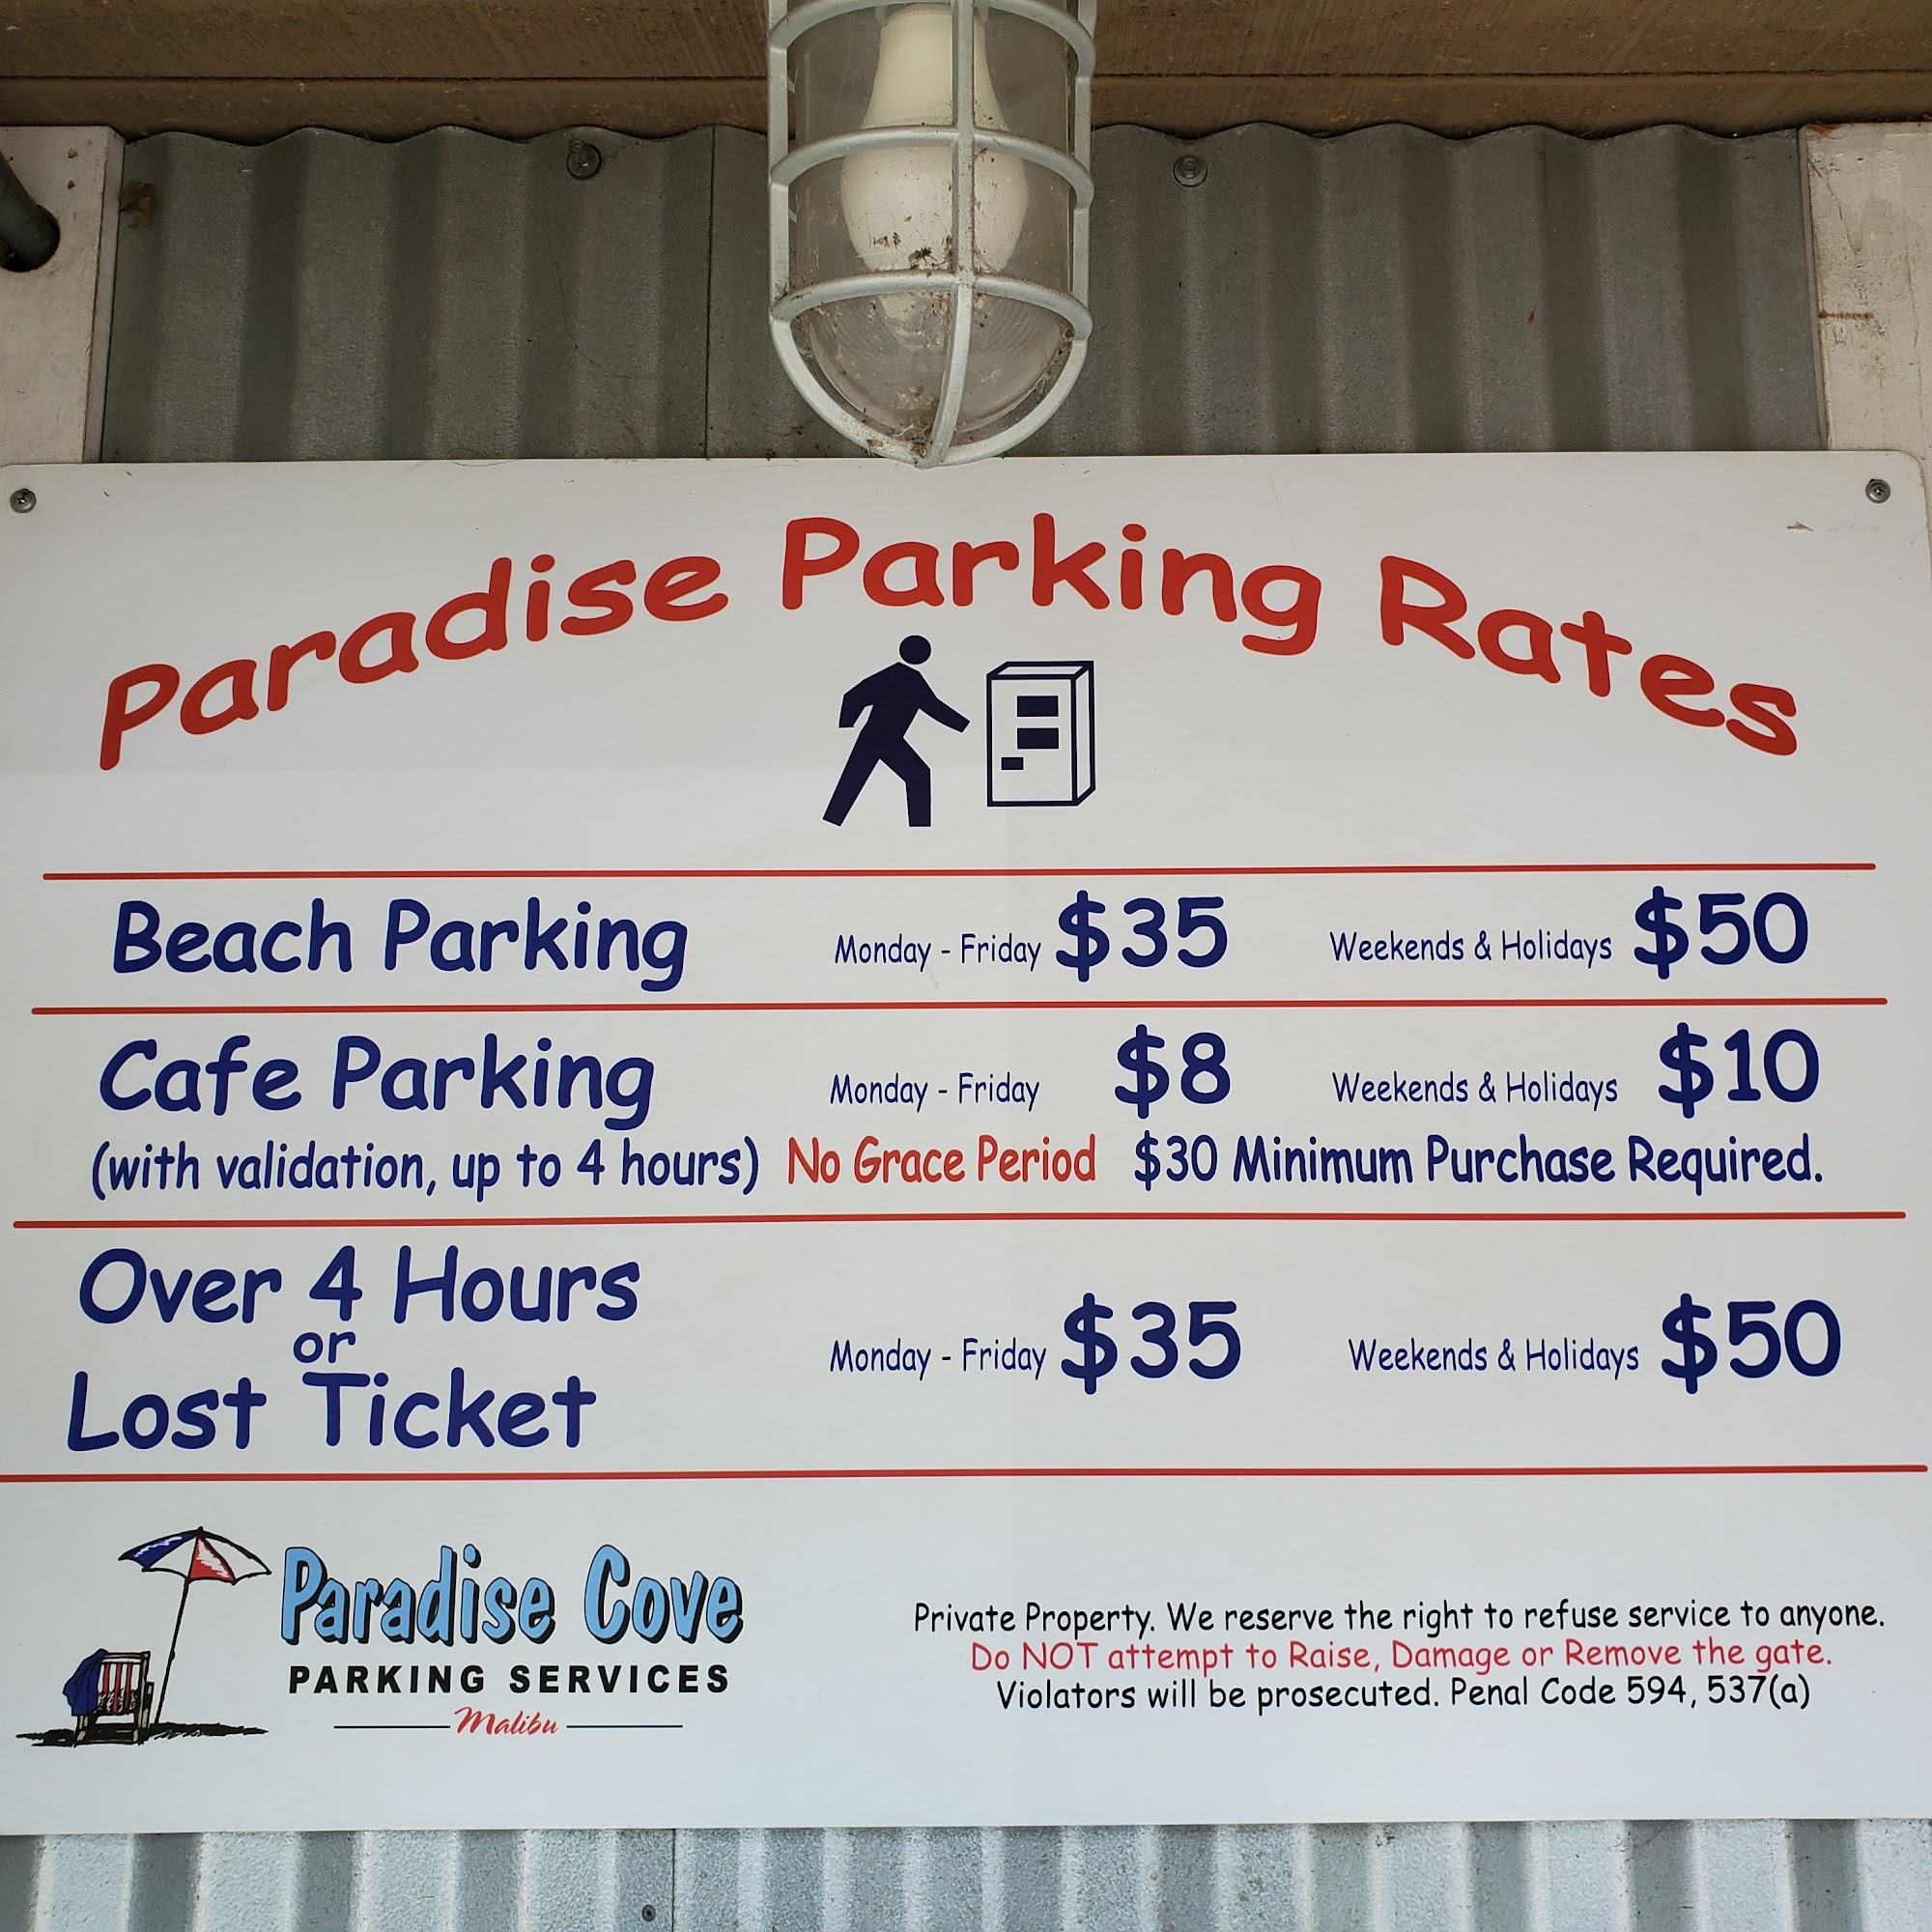 Paradise Parking Rates
Beach Parking Monday - Friday $35 Weekends & Holidays $50
Cafe Parking Monday - Friday $8 Weekends & Holidays $10
(with validation, up to 4 hours) No Grace Period $30 Minimum Purchase Required.
Over 4 Hours
or
Lost Ticket
Monday - Friday $35 Weekends & Holidays $50
Paradise Cove
PARKING SERVICES
Malibu
Private Property. We reserve the right to refuse service to anyone.
Do NOT attempt to Raise, Damage or Remove the gate.
Violators will be prosecuted. Penal Code 594, 537(a)